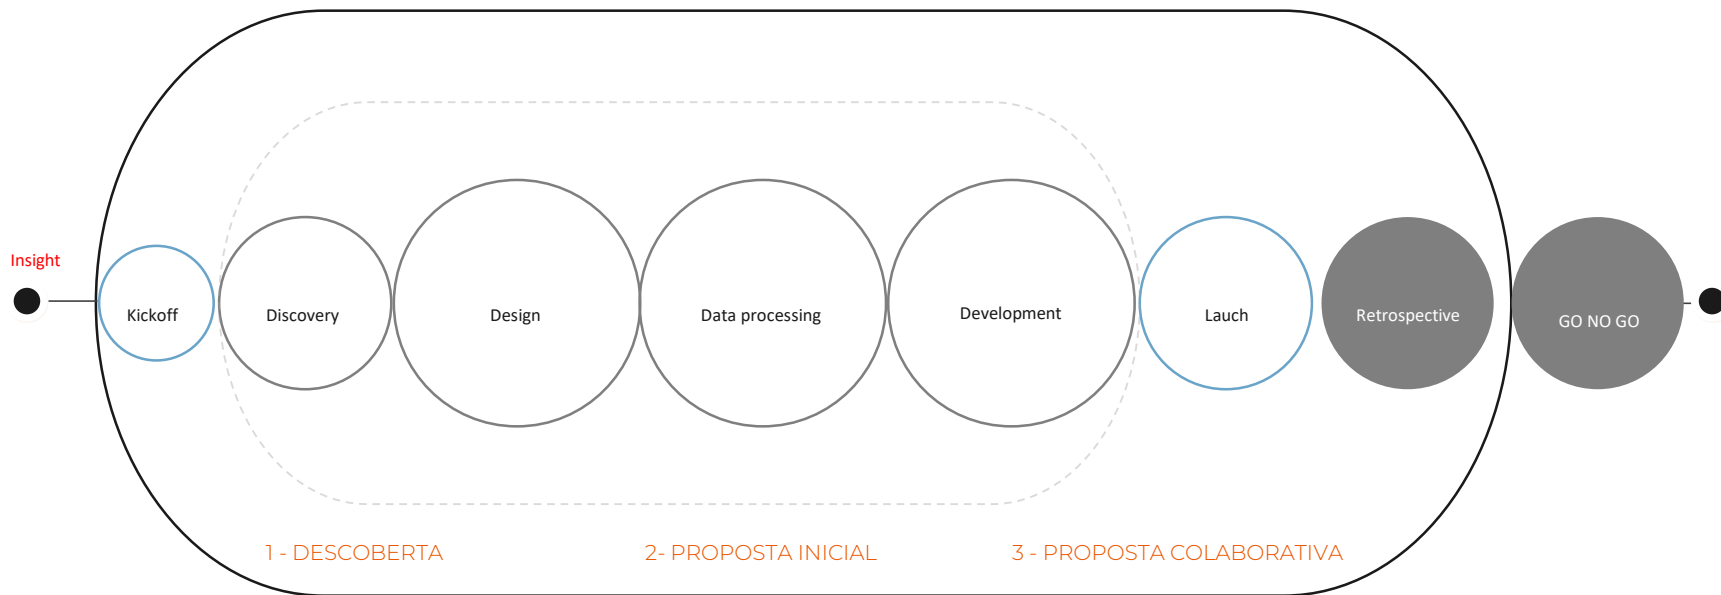 Insight
Kickoff
Discovery
Design
Data processing
Development
Lauch
Retrospective
GO NO GO
1 - DESCOBERTA
2- PROPOSTA INICIAL
3 - PROPOSTA COLABORATIVA